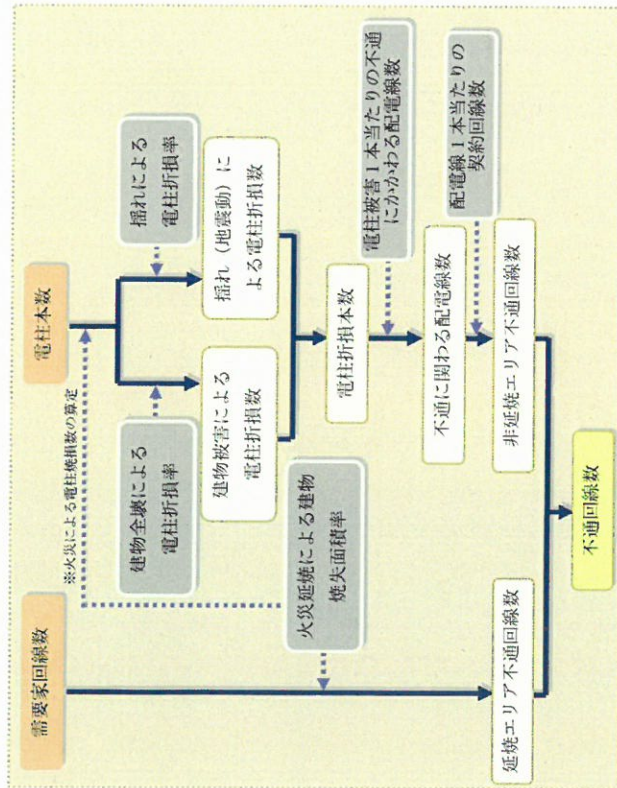 電柱本数
※火災による電柱焼損数の算定
需要家回線数
揺れによる
電柱折損率
建物全壊による
電柱折損率
揺れ（地震動）に
よる電柱折損数
建物被害による
電柱折損数
火災延焼による建物
焼失面積率
電柱折損本数
電柱被害１本当たりの不通
にかかわる配電線数
不通に関わる配電線数
配電線１本当たりの
契約回線数
非延焼エリア不通回線数
延焼エリア不通回線数
不通回線数